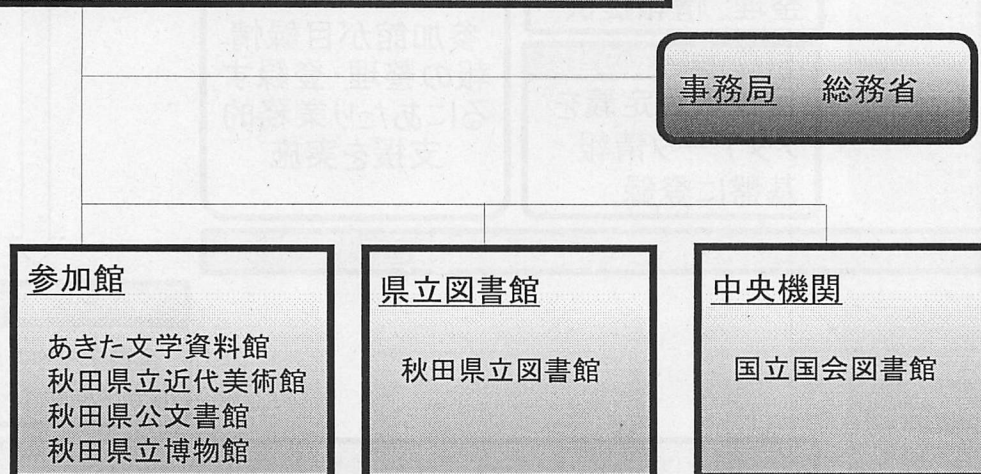 事務局 総務省
参加館
あきた文学資料館
秋田県立近代美術館
秋田県公文書館
秋田県立博物館
県立図書館
秋田県立図書館
中央機関
国立国会図書館